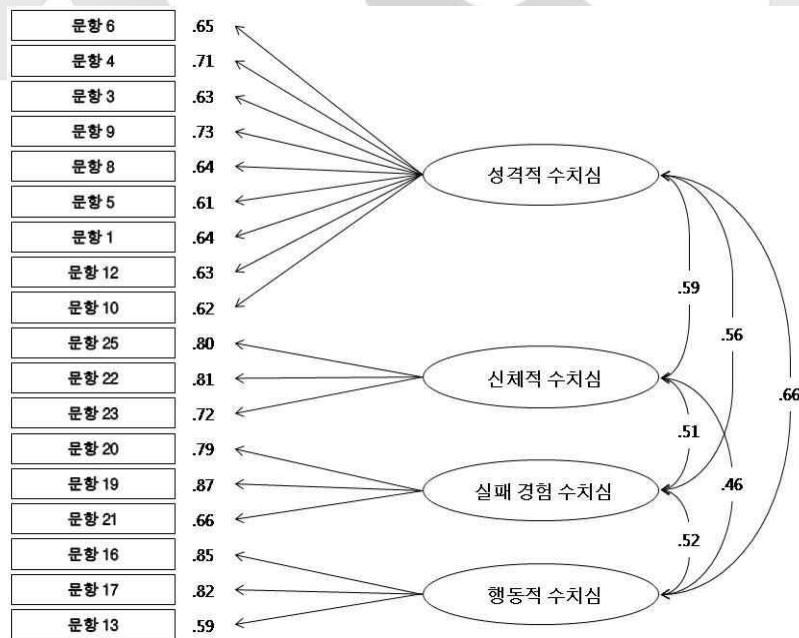 문항 6 .65
문항 4 .71
문항 3 .63
문항 9 .73
문항 8 .64
성격적 수치심
문항 5 .61
문항 1 .64
문항 12 .63
.59
문항 10 .62
.56
문항 25 .80
문항 22 .81
신체적 수치심
.66
문항 23 .72
.51
문항 20 .79
문항 19 .87
실패 경험 수치심
.46
문항 21 .66
.52
문항 16 .85
문항 17 .82
행동적 수치심
문항 13 .59